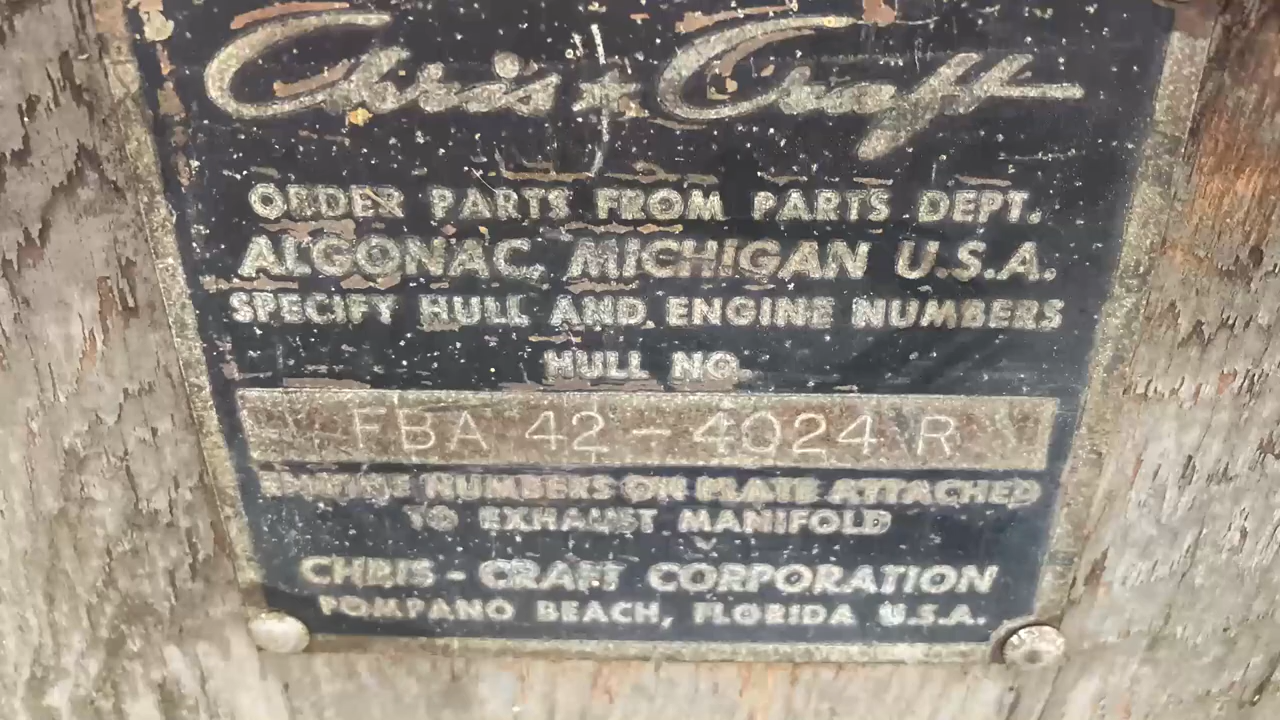 Chris Craft
ORDER PARTS FROM PARTS DEPT.
ALGONAC, MICHIGAN U.S.A.
SPECIFY HULL AND ENGINE NUMBERS
HULL NO.
FBA 42-4024 R
ENGINE NUMBERS ON PLATE ATTACHED
TO EXHAUST MANIFOLD
CHRIS-CRAFT CORPORATION
POMPANO BEACH, FLORIDA U.S.A.